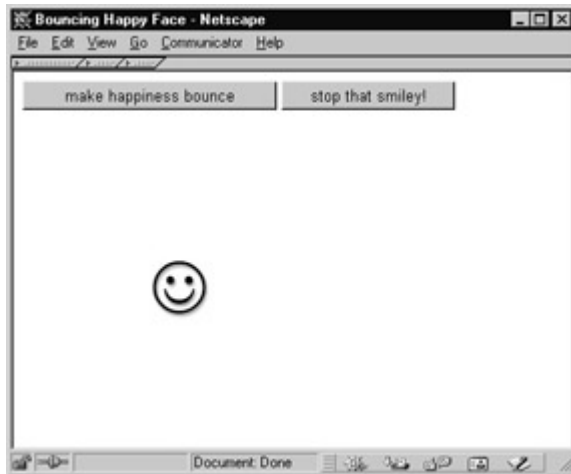 Bouncing Happy Face - Netscape
File Edit View Go Communicator Help
make happiness bounce stop that smiley!
Document: Done